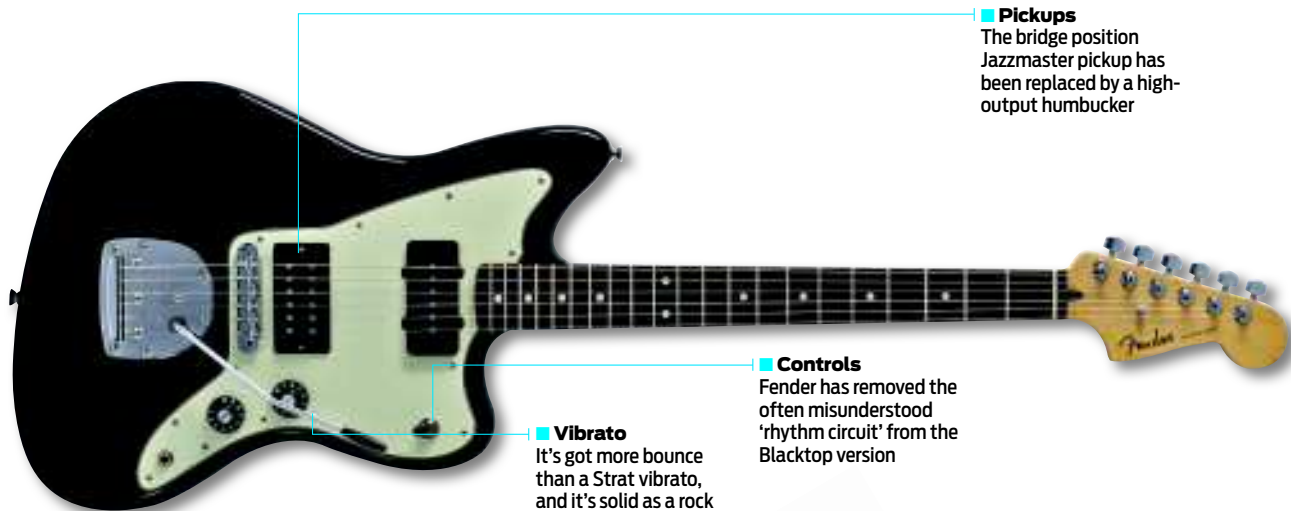 Pickups
The bridge position
Jazzmaster pickup has
been replaced by a high-
output humbucker
Fender
Controls
Fender has removed the
often misunderstood
‘rhythm circuit’ from the
Blacktop version
Vibrato
It’s got more bounce
than a Strat vibrato,
and it’s solid as a rock